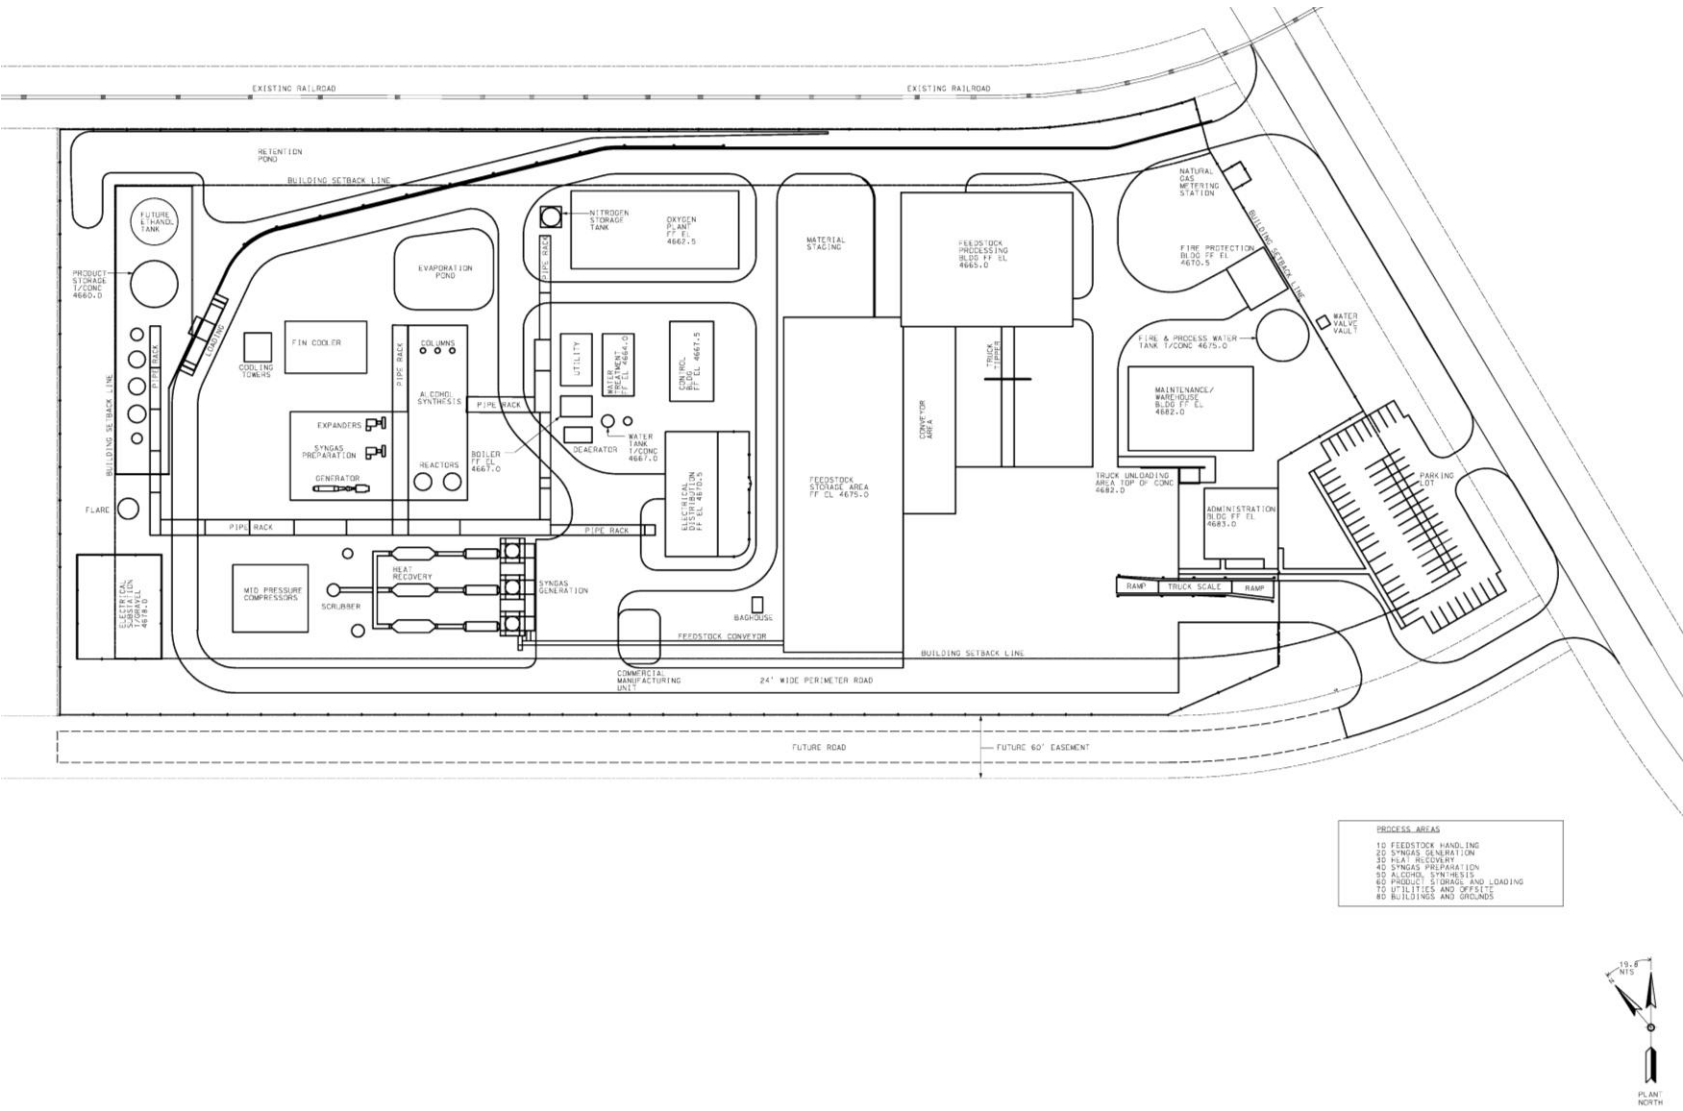 EXISTING RAILROAD
EXISTING RAILROAD
RETENTION
POND
BUILDING SETBACK LINE
NATURAL
GAS
METERING
STATION
FUTURE
ETHANOL
TANK
NITROGEN
STORAGE
TANK
OXYGEN
PLANT
FF EL
4662.5
MATERIAL
STAGING
FEEDSTOCK
PROCESSING
BLDG FF EL
4665.0
BUILDING SETBACK LINE
FIRE PROTECTION
BLDG FF EL
4670.5
PRODUCT
STORAGE
T/CONC
4660.0
EVAPORATION
POND
PIPE RACK
WATER
VALVE
VAULT
FIRE & PROCESS WATER
TANK T/CONC 4675.0
LOADING
FIN COOLER
COOLING
TOWERS
PIPE RACK
PIPE RACK
COLUMNS
UTILITY
WATER
TREATMENT
FF EL 4664.0
CONTROL
BLDG
FF EL 4667.5
TRUCK
TIPPER
MAINTENANCE/
WAREHOUSE
BLDG FF EL
4682.0
BUILDING SETBACK LINE
ALCOHOL
SYNTHESIS
PIPE RACK
CONVEYOR
AREA
EXPANDERS
SYNGAS
PREPARATION
GENERATOR
REACTORS
BOILER
FF EL
4667.0
DEAERATOR
WATER
TANK
T/CONC
4667.0
ELECTRICAL
DISTRIBUTION
FF EL 4670.5
FEEDSTOCK
STORAGE AREA
FF EL 4675.0
TRUCK UNLOADING
AREA TOP OF CONC
4682.0
PARKING
LOT
FLARE
ADMINISTRATION
BLDG FF EL
4683.0
PIPE RACK
PIPE RACK
HEAT
RECOVERY
SYNGAS
GENERATION
ELECTRICAL
SUBSTATION
T/GRAVEL
4678.0
MTD PRESSURE
COMPRESSORS
SCRUBBER
RAMP
TRUCK SCALE
RAMP
BAGHOUSE
FEEDSTOCK CONVEYOR
BUILDING SETBACK LINE
COMMERCIAL
MANUFACTURING
UNIT
24' WIDE PERIMETER ROAD
FUTURE ROAD
FUTURE 60' EASEMENT
PROCESS AREAS
10 FEEDSTOCK HANDLING
20 SYNGAS GENERATION
30 HEAT RECOVERY
40 SYNGAS PREPARATION
50 ALCOHOL SYNTHESIS
60 PRODUCT STORAGE AND LOADING
70 UTILITIES AND OFFSITE
80 BUILDINGS AND GROUNDS
19.8
NTS
N
PLANT
NORTH